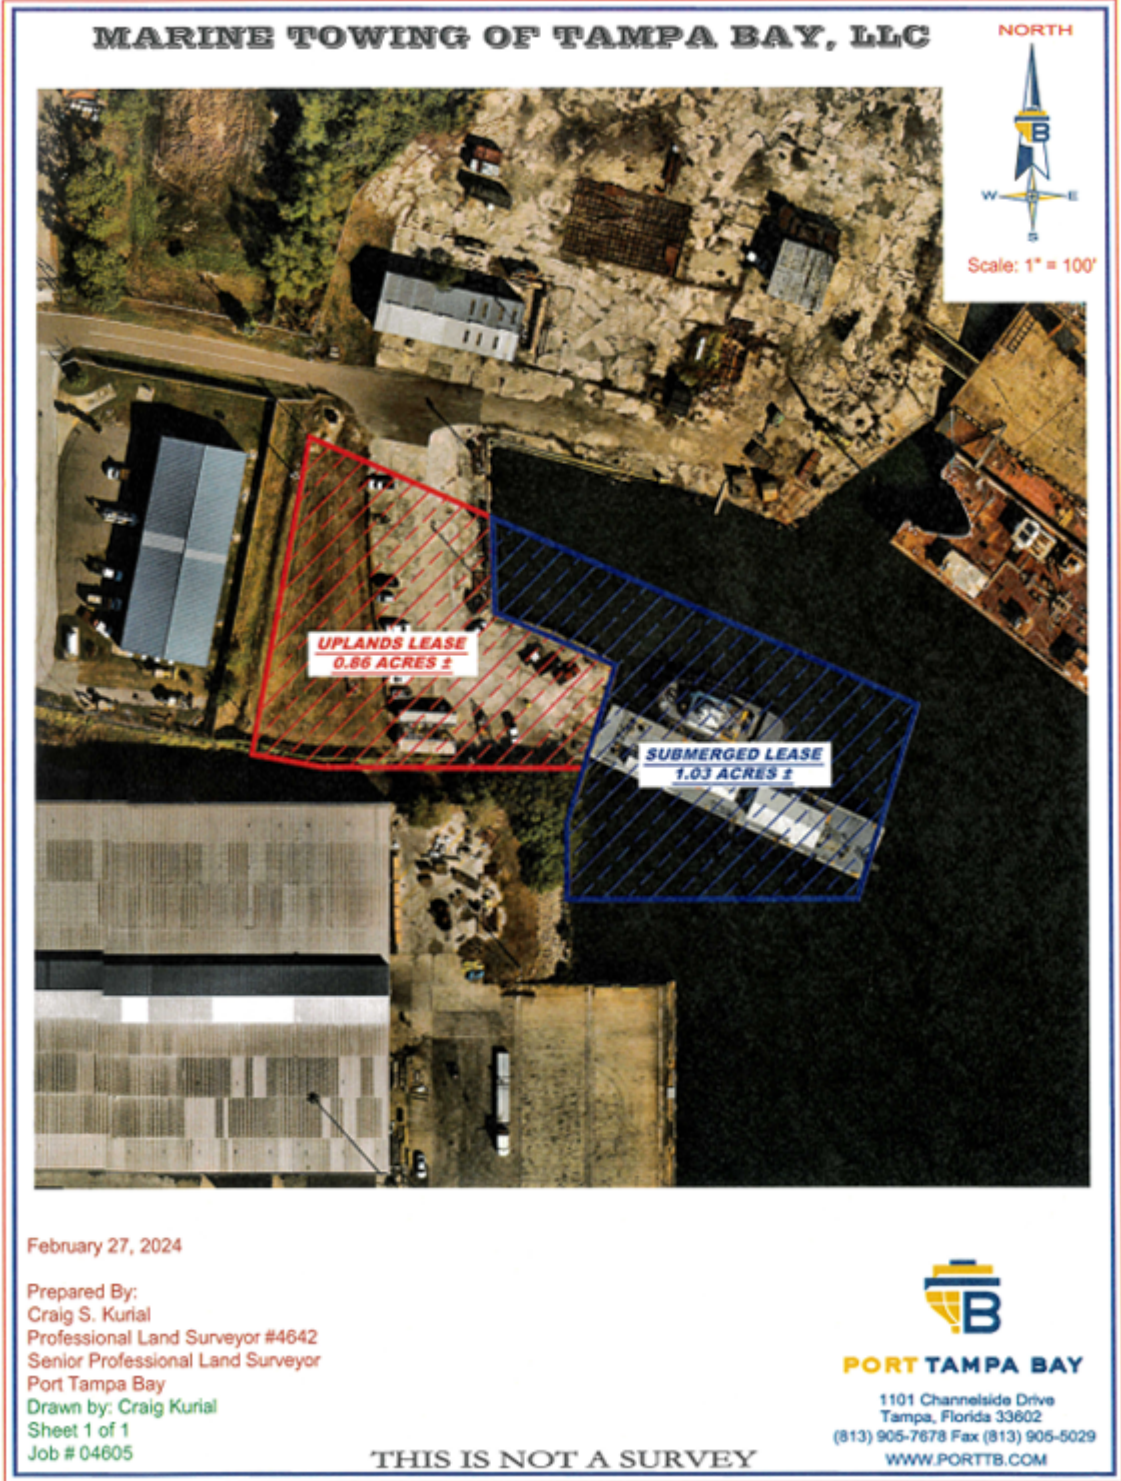 MARINE TOWING OF TAMPA BAY, LLC
NORTH
B
W E
S
Scale: 1" = 100'
UPLANDS LEASE
0.86 ACRES ±
SUBMERGED LEASE
1.03 ACRES ±
February 27, 2024
Prepared By:
Craig S. Kurial
Professional Land Surveyor #4642
Senior Professional Land Surveyor
Port Tampa Bay
Drawn by: Craig Kurial
Sheet 1 of 1
Job # 04605
THIS IS NOT A SURVEY
B
PORT TAMPA BAY
1101 Channelside Drive
Tampa, Florida 33602
(813) 905-7678 Fax (813) 905-5029
WWW.PORTTB.COM